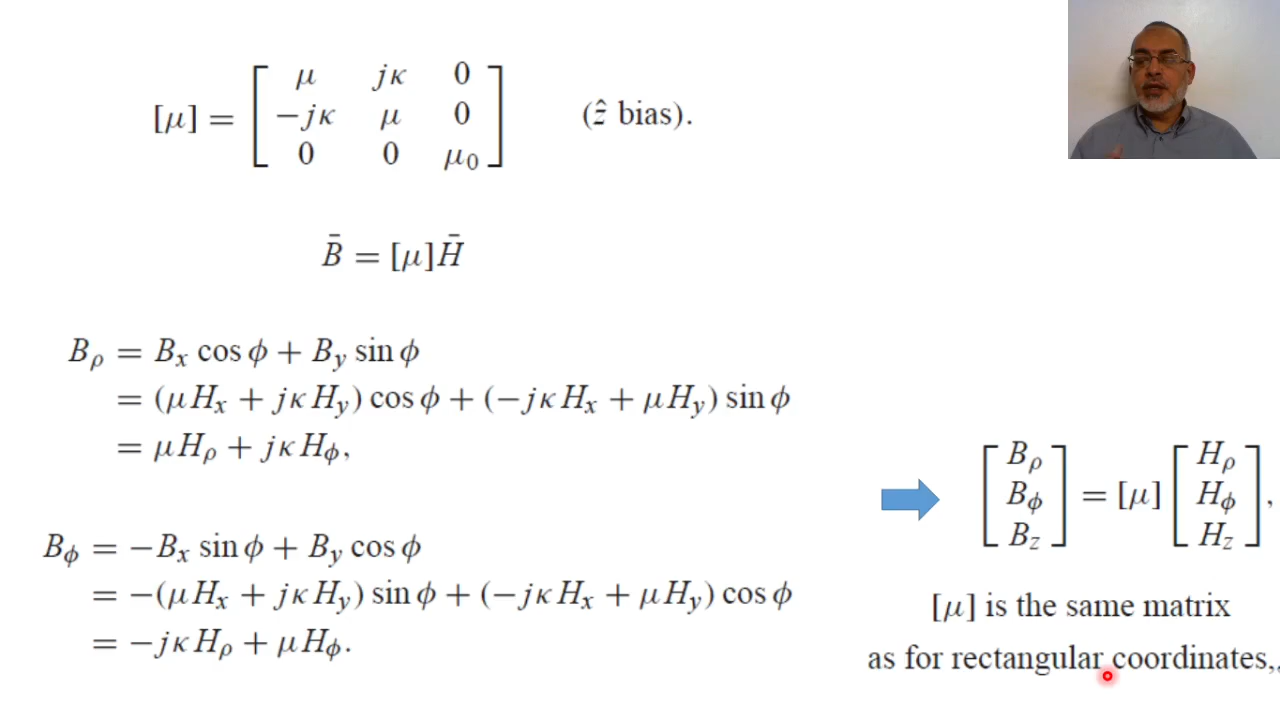 [μ] = [ μ jκ 0 ; −jκ μ 0 ; 0 0 μ₀ ] (ẑ bias).
B̄ = [μ]H̄
B_ρ = B_x cos ϕ + B_y sin ϕ
= (μH_x + jκH_y) cos ϕ + (−jκH_x + μH_y) sin ϕ
= μH_ρ + jκH_ϕ,
B_ϕ = −B_x sin ϕ + B_y cos ϕ
= −(μH_x + jκH_y) sin ϕ + (−jκH_x + μH_y) cos ϕ
= −jκH_ρ + μH_ϕ.
[ B_ρ ; B_ϕ ; B_z ] = [μ] [ H_ρ ; H_ϕ ; H_z ],
[μ] is the same matrix
as for rectangular coordinates,,